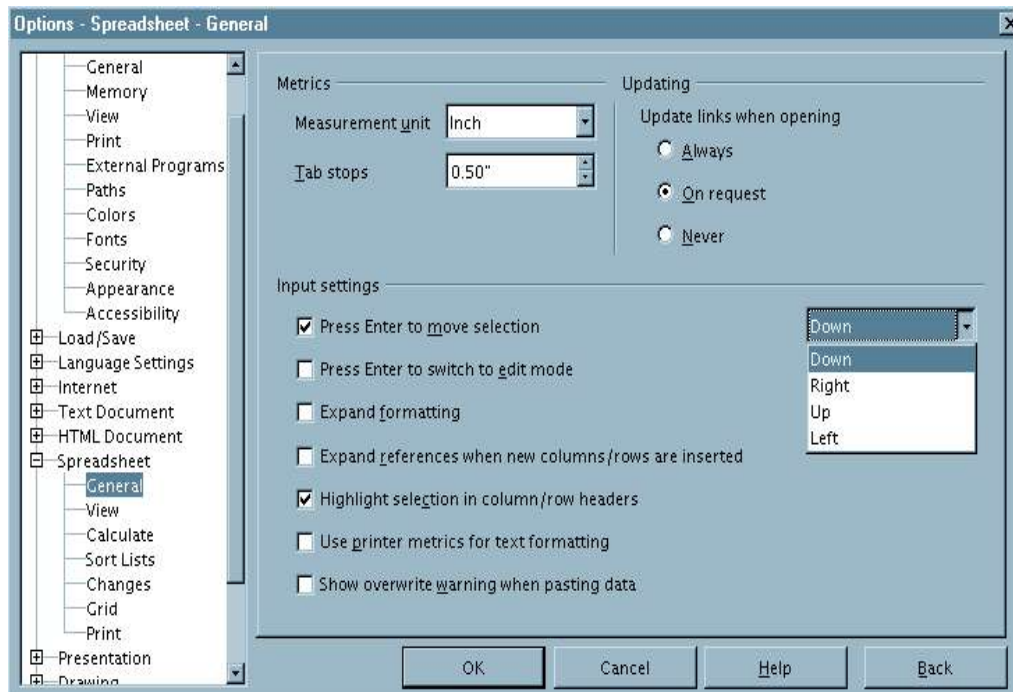 Options - Spreadsheet - General
General
Memory
View
Print
External Programs
Paths
Colors
Fonts
Security
Appearance
Accessibility
Load/Save
Language Settings
Internet
Text Document
HTML Document
Spreadsheet
General
View
Calculate
Sort Lists
Changes
Grid
Print
Presentation
Drawing
Metrics
Measurement unit Inch
Tab stops 0.50"
Updating
Update links when opening
Always
On request
Never
Input settings
Press Enter to move selection
Down
Down
Right
Up
Left
Press Enter to switch to edit mode
Expand formatting
Expand references when new columns/rows are inserted
Highlight selection in column/row headers
Use printer metrics for text formatting
Show overwrite warning when pasting data
OK Cancel Help Back